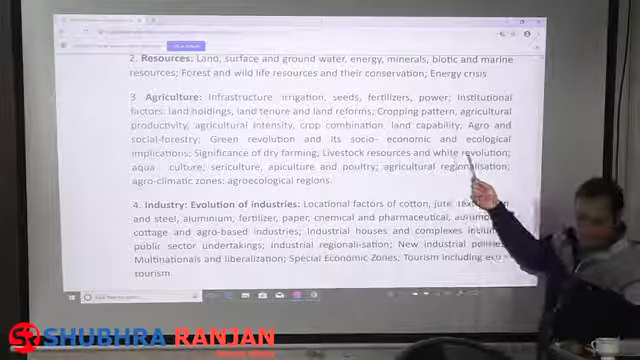 2. Resources: Land, surface and ground water, energy, minerals, biotic and marine
resources; Forest and wild life resources and their conservation; Energy crisis
3. Agriculture: Infrastructure: irrigation, seeds, fertilizers, power; Institutional
factors: land holdings, land tenure and land reforms; Cropping pattern, agricultural
productivity, agricultural intensity, crop combination, land capability; Agro and
social-forestry; Green revolution and its socio- economic and ecological
implications; Significance of dry farming; Livestock resources and white revolution;
aqua culture; sericulture, apiculture and poultry; agricultural regionalisation;
agro-climatic zones: agroecological regions.
4. Industry: Evolution of industries: Locational factors of cotton, jute
and steel, aluminium, fertilizer, paper, chemical and pharmaceutical,
cottage and agro-based industries; Industrial houses and complexes
public sector undertakings; Industrial regionali-sation; New industrial
Multinationals and liberalization; Special Economic Zones; Tourism including eco -
tourism
SR SHUBHRA RANJAN